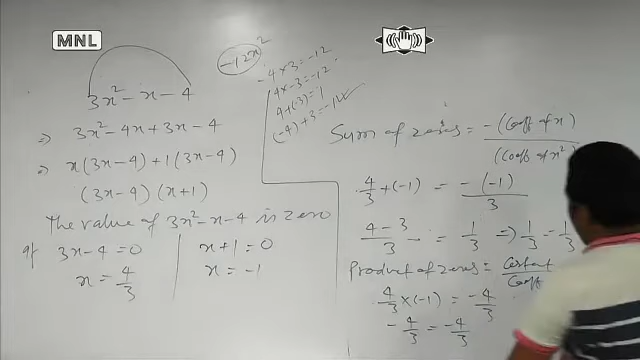 MNL
3x² - x - 4
⇒ 3x² - 4x + 3x - 4
⇒ x(3x - 4) + 1(3x - 4)
(3x - 4) (x + 1)
The value of 3x² - x - 4 is zero
if 3x - 4 = 0
x = 4/3
x + 1 = 0
x = -1
-12x²
-4 × 3 = -12
4 × -3 = -12
4 + (-3) = 1
(-4) + 3 = -1 ✓
Sum of zeroes = -(Coeff of x) / (Coeff of x²)
4/3 + (-1) = -(-1)/3
(4 - 3)/3 = 1/3 ⇒ 1/3 = 1/3
Product of zeroes =
4/3 × (-1) = -4/3
-4/3 = -4/3